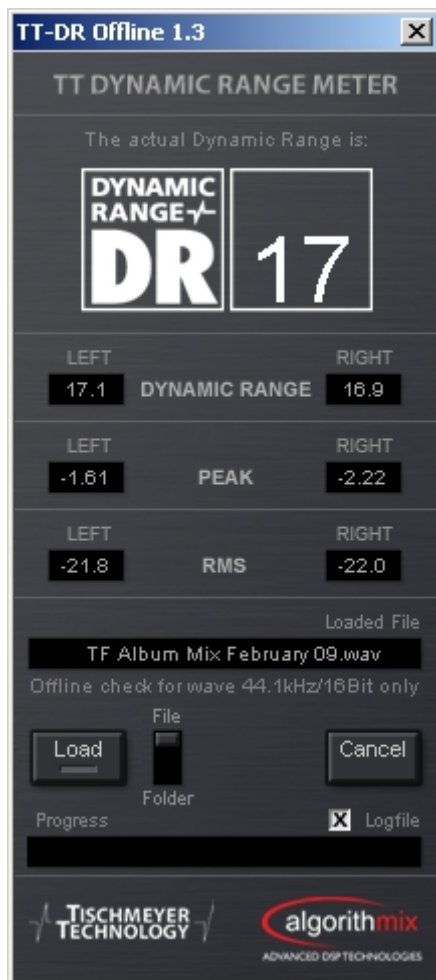 TT-DR Offline 1.3
TT DYNAMIC RANGE METER
The actual Dynamic Range is:
DYNAMIC
RANGE
DR
17
LEFT RIGHT
17.1 DYNAMIC RANGE 16.9
LEFT RIGHT
-1.61 PEAK -2.22
LEFT RIGHT
-21.8 RMS -22.0
Loaded File
TF Album Mix February 09.wav
Offline check for wave 44.1kHz/16Bit only
File
Load Cancel
Folder
Progress X Logfile
TISCHMEYER
TECHNOLOGY
algorithmix
ADVANCED DSP TECHNOLOGIES